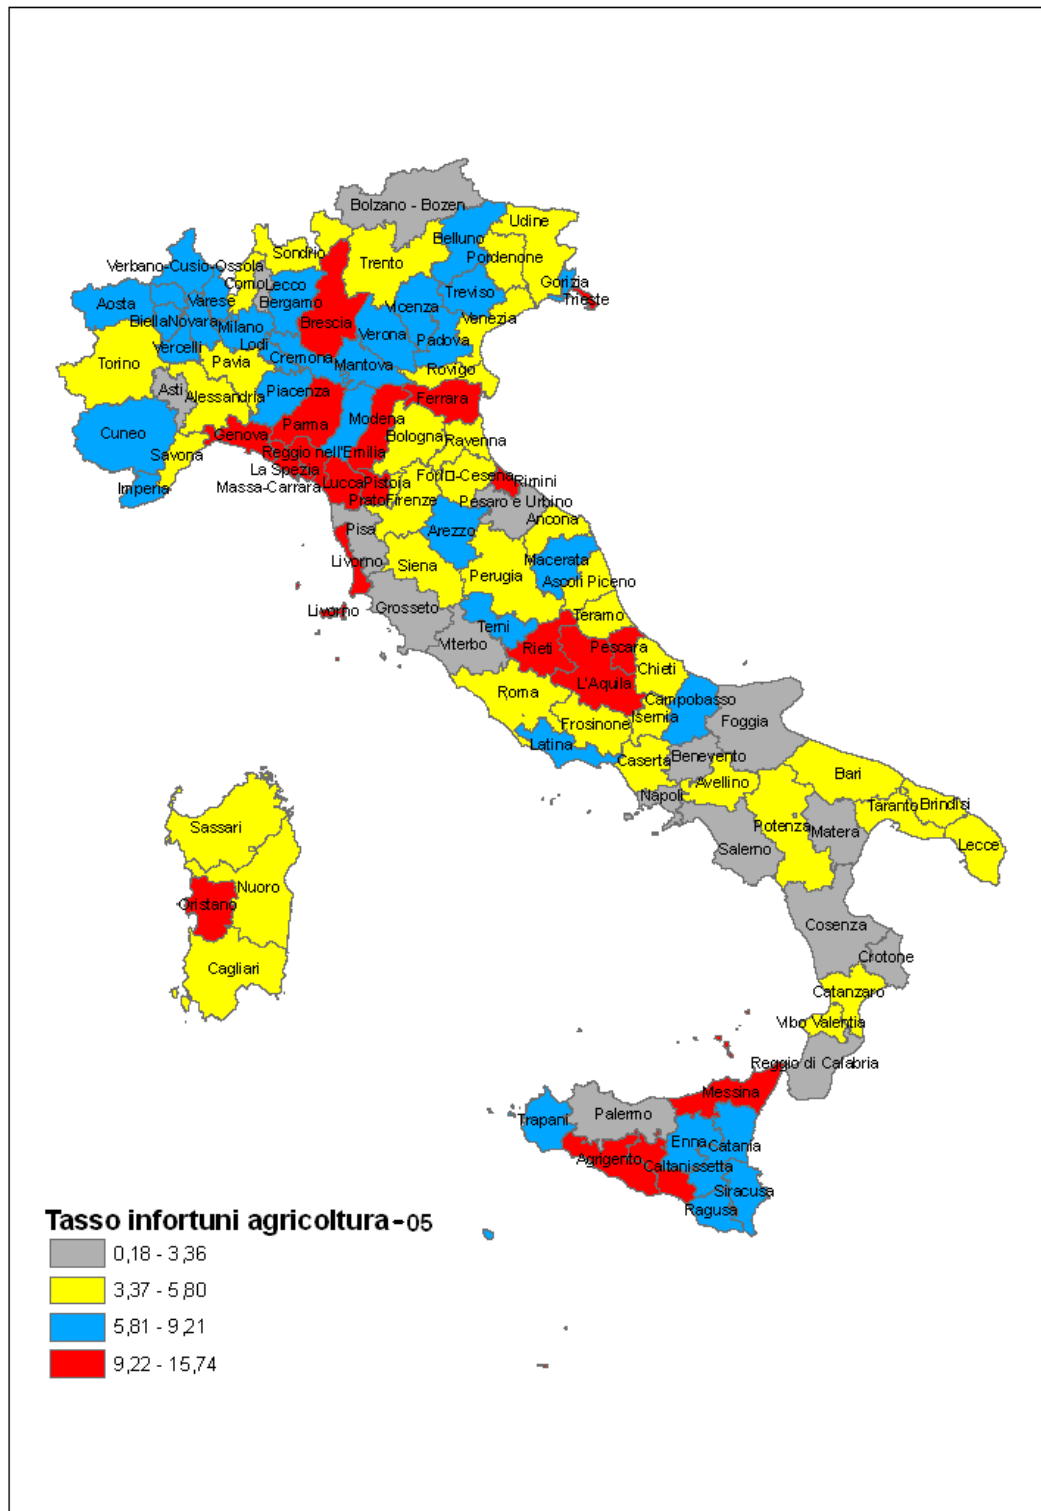 Bolzano - Bozen
Udine
Belluno
Sondrio
Pordenone
Trento
Verbano-Cusio-Ossola
Como
Lecco
Gorizia
Aosta
Varese
Bergamo
Vicenza
Treviso
Trieste
Biella
Novara
Milano
Brescia
Venezia
Verona
Padova
Vercelli
Lodi
Cremona
Mantova
Torino
Pavia
Rovigo
Asti
Alessandria
Piacenza
Ferrara
Parma
Modena
Cuneo
Genova
Bologna
Ravenna
Savona
Reggio nell'Emilia
La Spezia
Forl□-Cesena
Rimini
Imperia
Massa-Carrara
Lucca
Pistoia
Prato
Firenze
Pesaro e Urbino
Ancona
Pisa
Arezzo
Livorno
Siena
Macerata
Perugia
Ascoli Piceno
Livorno
Grosseto
Teramo
Terni
Viterbo
Rieti
Pescara
Chieti
L'Aquila
Roma
Campobasso
Isernia
Foggia
Frosinone
Latina
Caserta
Benevento
Bari
Avellino
Napoli
Taranto
Brindisi
Sassari
Potenza
Matera
Salerno
Lecce
Nuoro
Oristano
Cosenza
Crotone
Cagliari
Catanzaro
Vibo Valentia
Reggio di Calabria
Messina
Trapani
Palermo
Enna
Catania
Agrigento
Caltanissetta
Siracusa
Ragusa
Tasso infortuni agricoltura-05
0,18 - 3,36
3,37 - 5,80
5,81 - 9,21
9,22 - 15,74